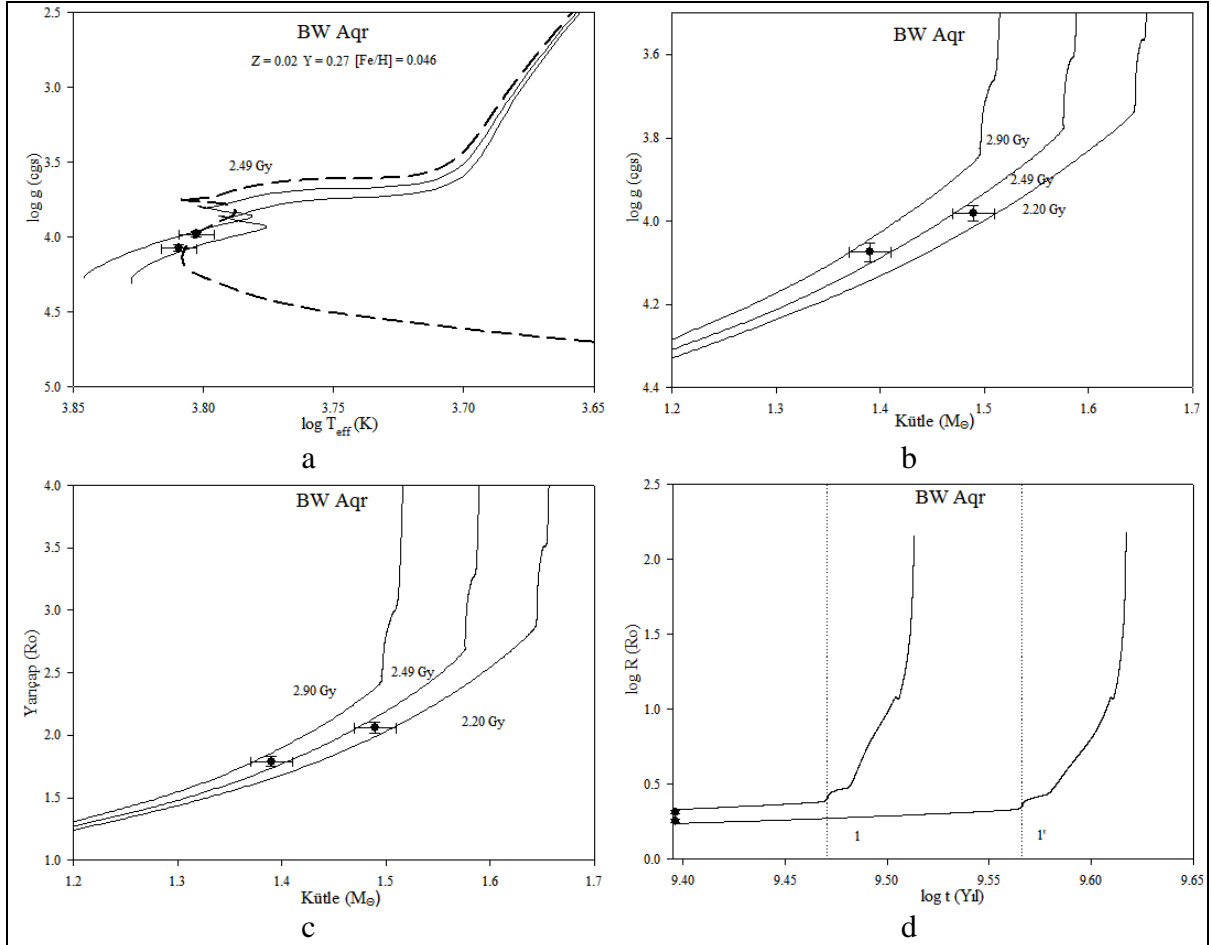 BW Aqr
Z = 0.02 Y = 0.27 [Fe/H] = 0.046
2.49 Gy
log g (cgs)
2.5
3.0
3.5
4.0
4.5
5.0
3.85 3.80 3.75 3.70 3.65
log Teff (K)
a
BW Aqr
2.90 Gy
2.49 Gy
2.20 Gy
log g (cgs)
3.6
3.8
4.0
4.2
4.4
1.2 1.3 1.4 1.5 1.6 1.7
Kütle (M⊙)
b
BW Aqr
2.90 Gy
2.49 Gy
2.20 Gy
Yarıçap (Ro)
4.0
3.5
3.0
2.5
2.0
1.5
1.0
1.2 1.3 1.4 1.5 1.6 1.7
Kütle (M⊙)
c
BW Aqr
1
1'
log R (Ro)
2.5
2.0
1.5
1.0
0.5
0.0
9.40 9.45 9.50 9.55 9.60 9.65
log t (Yıl)
d